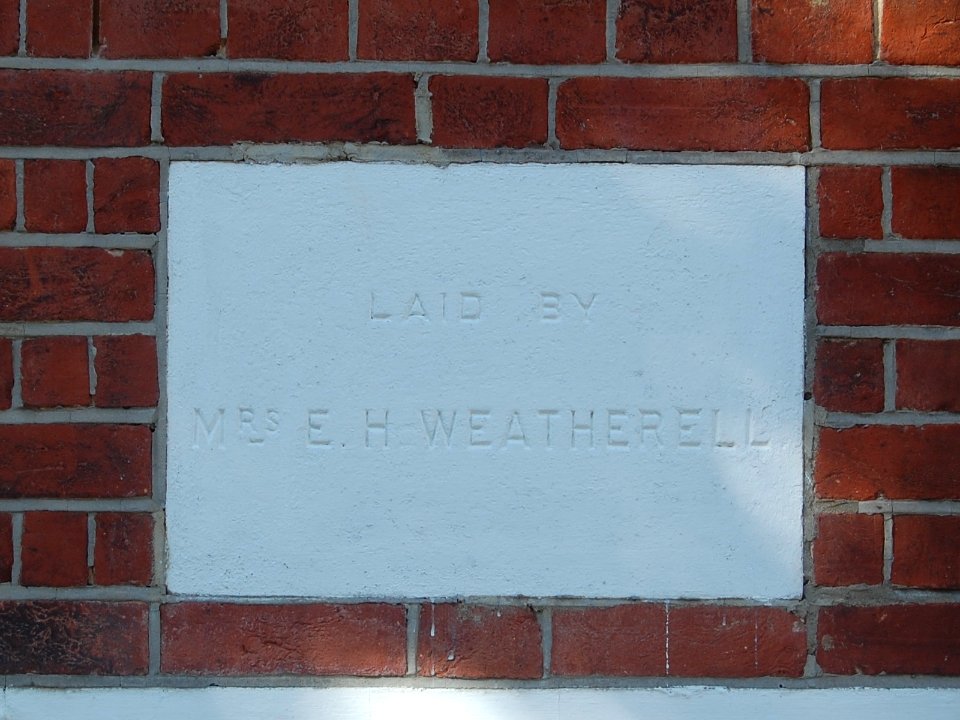 LAID BY
MRS E. H. WEATHERELL